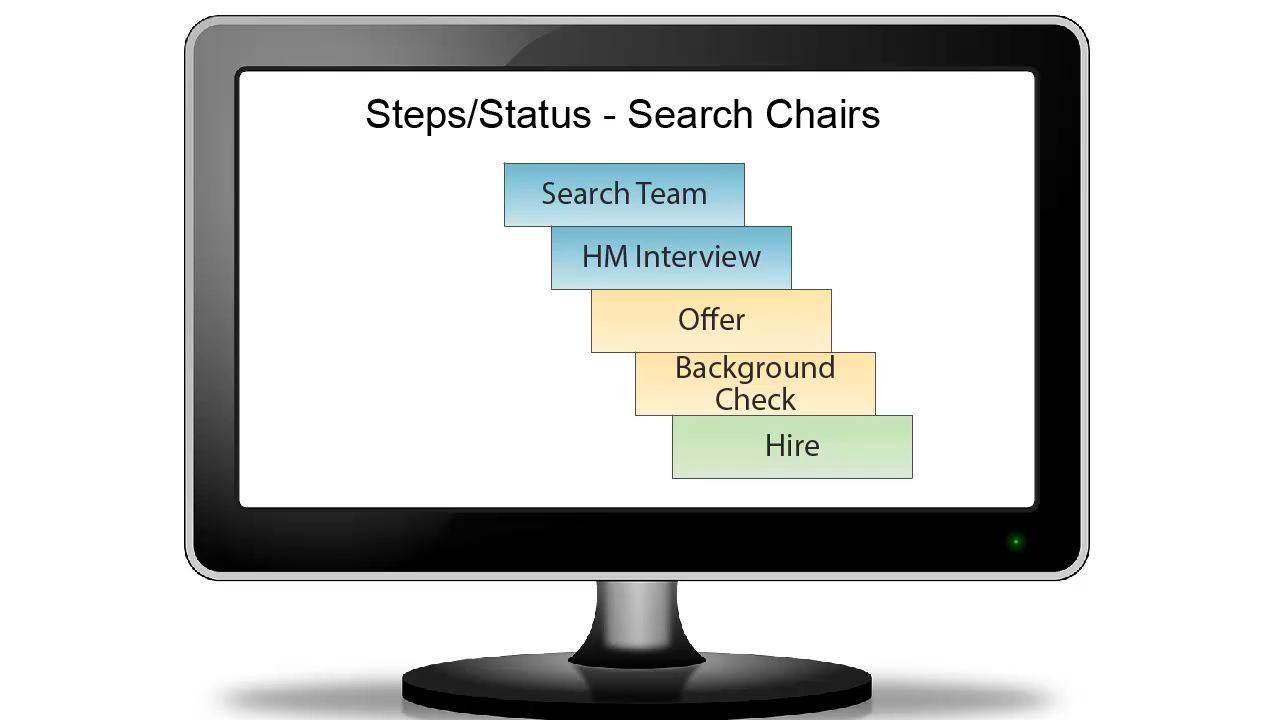 Steps/Status - Search Chairs
Search Team
HM Interview
Offer
Background
Check
Hire